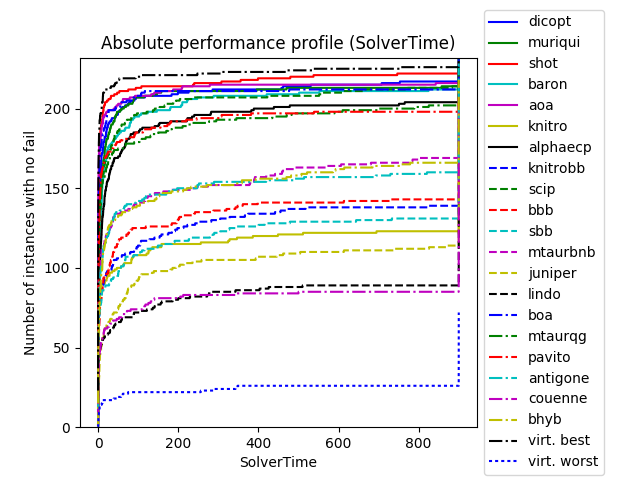 Absolute performance profile (SolverTime)
Number of instances with no fail
200
150
100
50
0
0 200 400 600 800
SolverTime
dicopt
muriqui
shot
baron
aoa
knitro
alphaecp
knitrobb
scip
bbb
sbb
mtaurbnb
juniper
lindo
boa
mtaurqg
pavito
antigone
couenne
bhyb
virt. best
virt. worst